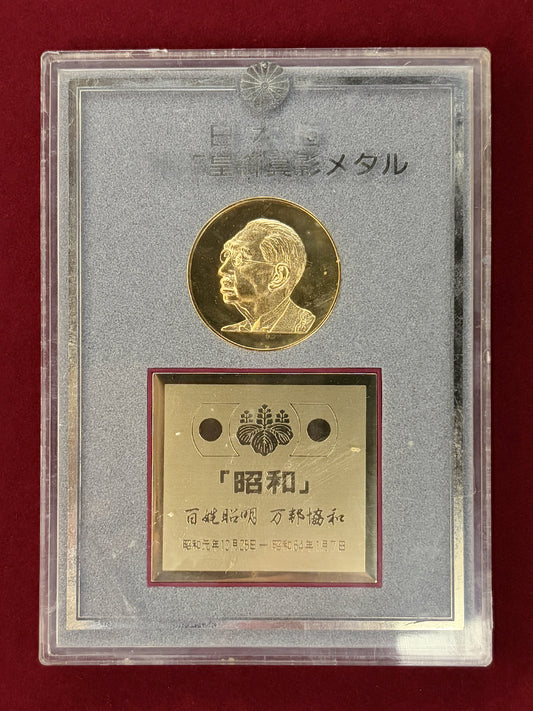 日本国
皇御真影メタル
「昭和」
百姓昭明 万邦協和
昭和元年12月25日―昭和64年1月7日